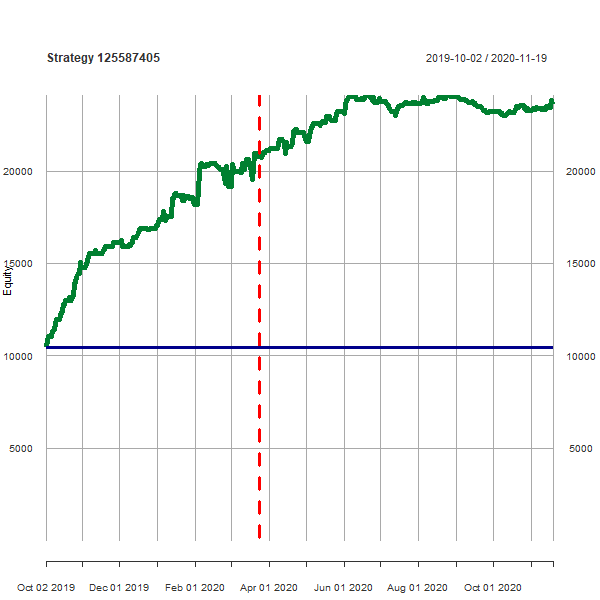 Strategy 125587405
2019-10-02 / 2020-11-19
20000
20000
15000
15000
Equity
10000
10000
5000
5000
Oct 02 2019
Dec 01 2019
Feb 01 2020
Apr 01 2020
Jun 01 2020
Aug 01 2020
Oct 01 2020